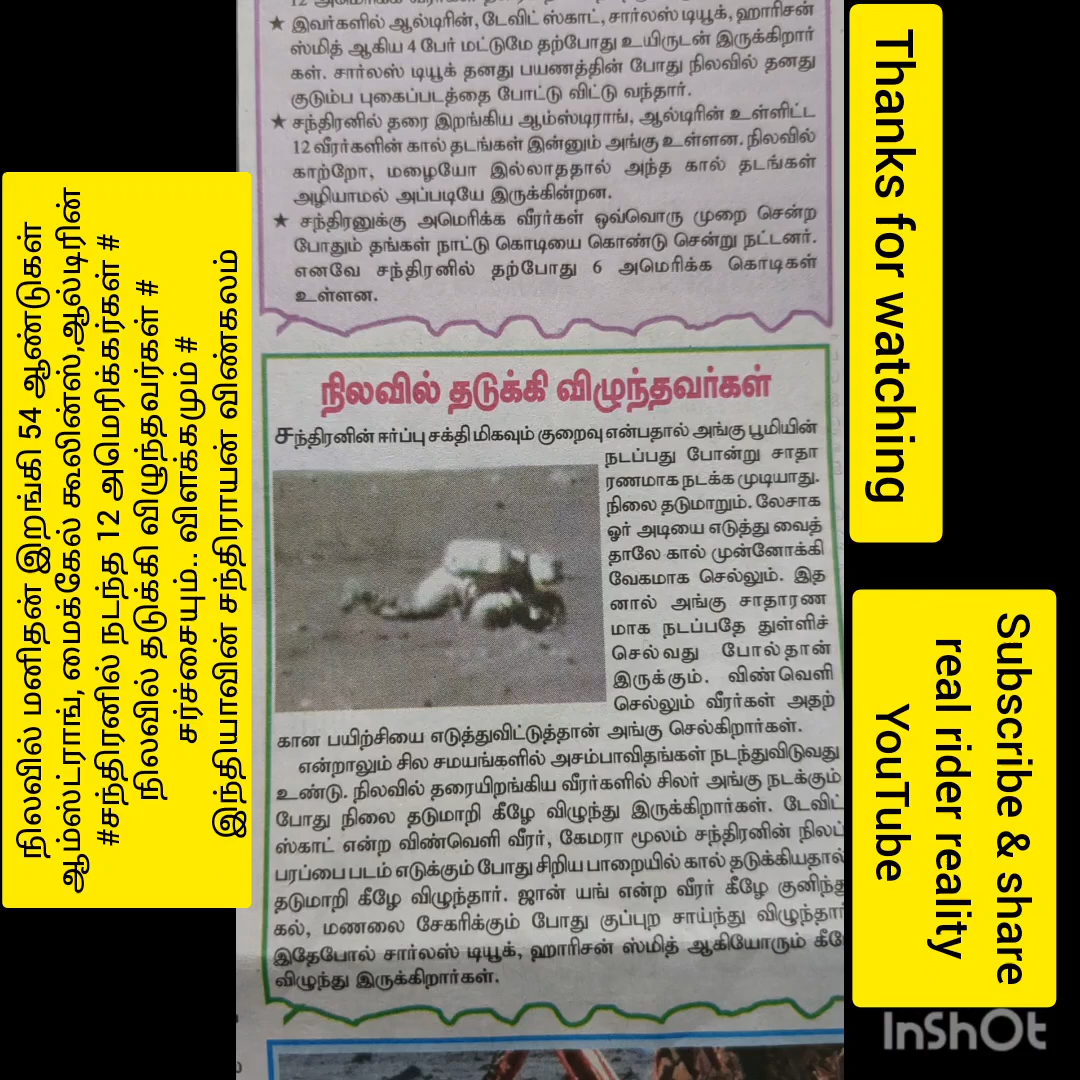 நிலவில் மனிதன் இறங்கி 54 ஆண்டுகள்
ஆம்ஸ்ட்ராங், மைக்கேல் கூலின்ஸ்,ஆல்டிரின்
#சந்திரனில் நடந்த 12 அமெரிக்கர்கள் #
நிலவில் தடுக்கி விழுந்தவர்கள் #
சர்ச்சையும்.. விளக்கமும் #
இந்தியாவின் சந்திராயன் விண்கலம்
★ இவர்களில் ஆல்டிரின், டேவிட் ஸ்காட், சார்லஸ் டியூக், ஹாரிசன்
ஸ்மித் ஆகிய 4 பேர் மட்டுமே தற்போது உயிருடன் இருக்கிறார்
கள். சார்லஸ் டியூக் தனது பயணத்தின் போது நிலவில் தனது
குடும்ப புகைப்படத்தை போட்டு விட்டு வந்தார்.
★ சந்திரனில் தரை இறங்கிய ஆம்ஸ்டிராங், ஆல்டிரின் உள்ளிட்ட
12 வீரர்களின் கால் தடங்கள் இன்னும் அங்கு உள்ளன. நிலவில்
காற்றோ, மழையோ இல்லாததால் அந்த கால் தடங்கள்
அழியாமல் அப்படியே இருக்கின்றன.
★ சந்திரனுக்கு அமெரிக்க வீரர்கள் ஒவ்வொரு முறை சென்ற
போதும் தங்கள் நாட்டு கொடியை கொண்டு சென்று நட்டனர்.
எனவே சந்திரனில் தற்போது 6 அமெரிக்க கொடிகள்
உள்ளன.
நிலவில் தடுக்கி விழுந்தவர்கள்
சந்திரனின் ஈர்ப்பு சக்தி மிகவும் குறைவு என்பதால் அங்கு பூமியின்
நடப்பது போன்று சாதா
ரணமாக நடக்க முடியாது.
நிலை தடுமாறும். லேசாக
ஓர் அடியை எடுத்து வைத்
தாலே கால் முன்னோக்கி
வேகமாக செல்லும். இத
னால் அங்கு சாதாரண
மாக நடப்பதே துள்ளிச்
செல்வது போல்தான்
இருக்கும். விண்வெளி
செல்லும் வீரர்கள் அதற்
கான பயிற்சியை எடுத்துவிட்டுத்தான் அங்கு செல்கிறார்கள்.
என்றாலும் சில சமயங்களில் அசம்பாவிதங்கள் நடந்துவிடுவது
உண்டு. நிலவில் தரையிறங்கிய வீரர்களில் சிலர் அங்கு நடக்கும்
போது நிலை தடுமாறி கீழே விழுந்து இருக்கிறார்கள். டேவிட்
ஸ்காட் என்ற விண்வெளி வீரர், கேமரா மூலம் சந்திரனின் நிலப்
பரப்பை படம் எடுக்கும் போது சிறிய பாறையில் கால் தடுக்கியதால்
தடுமாறி கீழே விழுந்தார். ஜான் யங் என்ற வீரர் கீழே குனிந்து
கல், மணலை சேகரிக்கும் போது குப்புற சாய்ந்து விழுந்தார்
இதேபோல் சார்லஸ் டியூக், ஹாரிசன் ஸ்மித் ஆகியோரும்
விழுந்து இருக்கிறார்கள்.
Thanks for watching
Subscribe & share
real rider reality
YouTube
InShOt